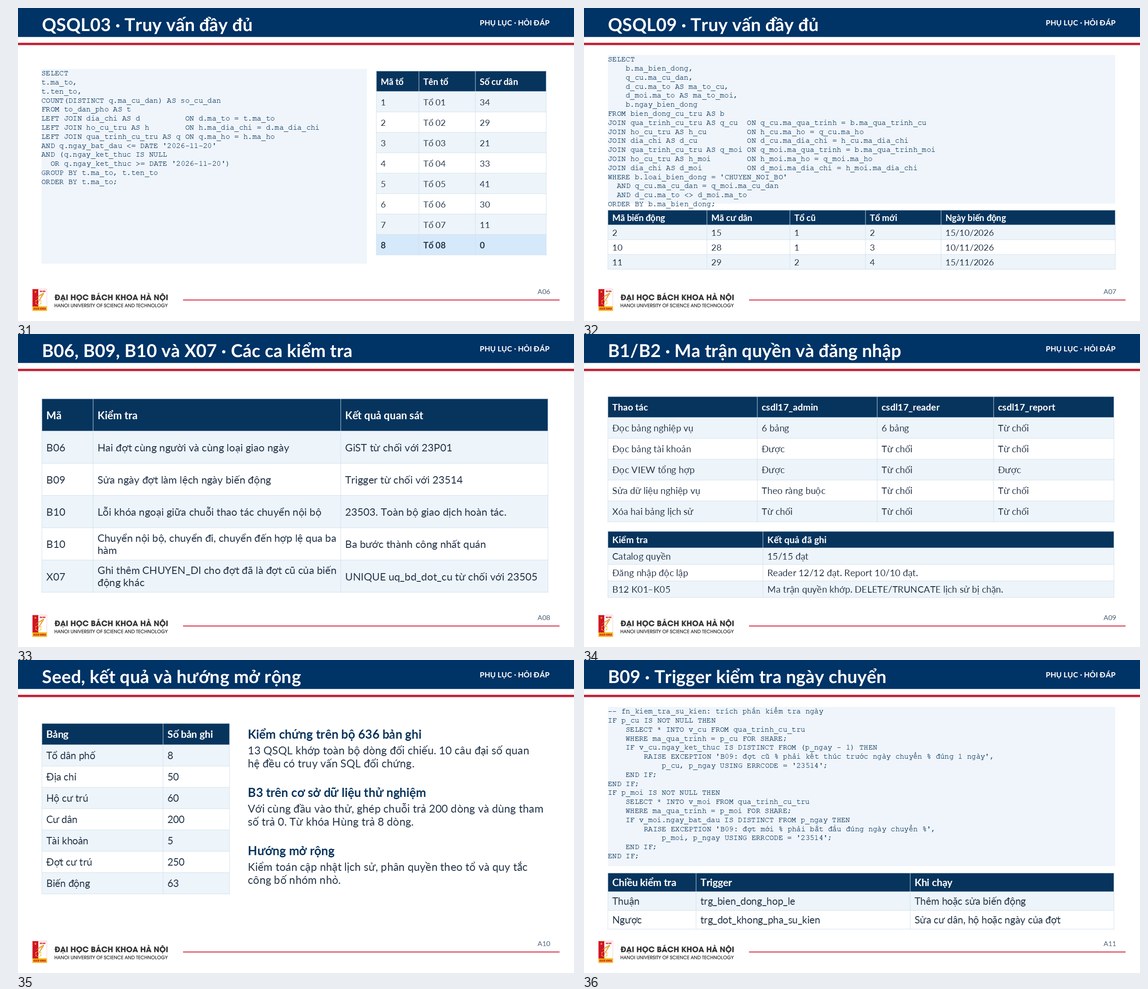 QSQL03 · Truy vấn đầy đủ
PHỤ LỤC · HỎI ĐÁP
SELECT
t.ma_to,
t.ten_to,
COUNT(DISTINCT q.ma_cu_dan) AS so_cu_dan
FROM to_dan_pho AS t
LEFT JOIN dia_chi AS d ON d.ma_to = t.ma_to
LEFT JOIN ho_cu_tru AS h ON h.ma_dia_chi = d.ma_dia_chi
LEFT JOIN qua_trinh_cu_tru AS q ON q.ma_ho = h.ma_ho
AND q.ngay_bat_dau <= DATE '2026-11-20'
AND (q.ngay_ket_thuc IS NULL
OR q.ngay_ket_thuc >= DATE '2026-11-20')
GROUP BY t.ma_to, t.ten_to
ORDER BY t.ma_to;
Mã tổ Tên tổ Số cư dân
1 Tổ 01 34
2 Tổ 02 29
3 Tổ 03 21
4 Tổ 04 33
5 Tổ 05 41
6 Tổ 06 30
7 Tổ 07 11
8 Tổ 08 0
A06
ĐẠI HỌC BÁCH KHOA HÀ NỘI
HANOI UNIVERSITY OF SCIENCE AND TECHNOLOGY
31
QSQL09 · Truy vấn đầy đủ
PHỤ LỤC · HỎI ĐÁP
SELECT
b.ma_bien_dong,
q_cu.ma_cu_dan,
d_cu.ma_to AS ma_to_cu,
d_moi.ma_to AS ma_to_moi,
b.ngay_bien_dong
FROM bien_dong_cu_tru AS b
JOIN qua_trinh_cu_tru AS q_cu ON q_cu.ma_qua_trinh = b.ma_qua_trinh_cu
JOIN ho_cu_tru AS h_cu ON h_cu.ma_ho = q_cu.ma_ho
JOIN dia_chi AS d_cu ON d_cu.ma_dia_chi = h_cu.ma_dia_chi
JOIN qua_trinh_cu_tru AS q_moi ON q_moi.ma_qua_trinh = b.ma_qua_trinh_moi
JOIN ho_cu_tru AS h_moi ON h_moi.ma_ho = q_moi.ma_ho
JOIN dia_chi AS d_moi ON d_moi.ma_dia_chi = h_moi.ma_dia_chi
WHERE b.loai_bien_dong = 'CHUYEN_NOI_BO'
AND q_cu.ma_cu_dan = q_moi.ma_cu_dan
AND d_cu.ma_to <> d_moi.ma_to
ORDER BY b.ma_bien_dong;
Mã biến động Mã cư dân Tổ cũ Tổ mới Ngày biến động
2 15 1 2 15/10/2026
10 28 1 3 10/11/2026
11 29 2 4 15/11/2026
A07
ĐẠI HỌC BÁCH KHOA HÀ NỘI
HANOI UNIVERSITY OF SCIENCE AND TECHNOLOGY
32
B06, B09, B10 và X07 · Các ca kiểm tra
PHỤ LỤC · HỎI ĐÁP
Mã Kiểm tra Kết quả quan sát
B06 Hai đợt cùng người và cùng loại giao ngày GiST từ chối với 23P01
B09 Sửa ngày đợt làm lệch ngày biến động Trigger từ chối với 23514
B10 Lỗi khóa ngoại giữa chuỗi thao tác chuyển nội bộ 23503. Toàn bộ giao dịch hoàn tác.
B10 Chuyển nội bộ, chuyển đi, chuyển đến hợp lệ qua ba hàm Ba bước thành công nhất quán
X07 Ghi thêm CHUYEN_DI cho đợt đã là đợt cũ của biến động khác UNIQUE uq_bd_dot_cu từ chối với 23505
A08
ĐẠI HỌC BÁCH KHOA HÀ NỘI
HANOI UNIVERSITY OF SCIENCE AND TECHNOLOGY
33
B1/B2 · Ma trận quyền và đăng nhập
PHỤ LỤC · HỎI ĐÁP
Thao tác csdl17_admin csdl17_reader csdl17_report
Đọc bảng nghiệp vụ 6 bảng 6 bảng Từ chối
Đọc bảng tài khoản Được Từ chối Từ chối
Đọc VIEW tổng hợp Được Từ chối Được
Sửa dữ liệu nghiệp vụ Theo ràng buộc Từ chối Từ chối
Xóa hai bảng lịch sử Từ chối Từ chối Từ chối
Kiểm tra Kết quả đã ghi
Catalog quyền 15/15 đạt
Đăng nhập độc lập Reader 12/12 đạt. Report 10/10 đạt.
B12 K01–K05 Ma trận quyền khớp. DELETE/TRUNCATE lịch sử bị chặn.
A09
ĐẠI HỌC BÁCH KHOA HÀ NỘI
HANOI UNIVERSITY OF SCIENCE AND TECHNOLOGY
34
Seed, kết quả và hướng mở rộng
PHỤ LỤC · HỎI ĐÁP
Bảng Số bản ghi
Tổ dân phố 8
Địa chỉ 50
Hộ cư trú 60
Cư dân 200
Tài khoản 5
Đợt cư trú 250
Biến động 63
Kiểm chứng trên bộ 636 bản ghi
13 QSQL khớp toàn bộ dòng đối chiếu. 10 câu đại số quan
hệ đều có truy vấn SQL đối chứng.
B3 trên cơ sở dữ liệu thử nghiệm
Với cùng đầu vào thử, ghép chuỗi trả 200 dòng và dùng tham
số trả 0. Từ khóa Hùng trả 8 dòng.
Hướng mở rộng
Kiểm toán cập nhật lịch sử, phân quyền theo tổ và quy tắc
công bố nhóm nhỏ.
A10
ĐẠI HỌC BÁCH KHOA HÀ NỘI
HANOI UNIVERSITY OF SCIENCE AND TECHNOLOGY
35
B09 · Trigger kiểm tra ngày chuyển
PHỤ LỤC · HỎI ĐÁP
-- fn_kiem_tra_su_kien: trích phần kiểm tra ngày
IF p_cu IS NOT NULL THEN
SELECT * INTO v_cu FROM qua_trinh_cu_tru
WHERE ma_qua_trinh = p_cu FOR SHARE;
IF v_cu.ngay_ket_thuc IS DISTINCT FROM (p_ngay - 1) THEN
RAISE EXCEPTION 'B09: đợt cũ % phải kết thúc trước ngày chuyển % đúng 1 ngày',
p_cu, p_ngay USING ERRCODE = '23514';
END IF;
END IF;
IF p_moi IS NOT NULL THEN
SELECT * INTO v_moi FROM qua_trinh_cu_tru
WHERE ma_qua_trinh = p_moi FOR SHARE;
IF v_moi.ngay_bat_dau IS DISTINCT FROM p_ngay THEN
RAISE EXCEPTION 'B09: đợt mới % phải bắt đầu đúng ngày chuyển %',
p_moi, p_ngay USING ERRCODE = '23514';
END IF;
END IF;
Chiều kiểm tra Trigger Khi chạy
Thuận trg_bien_dong_hop_le Thêm hoặc sửa biến động
Ngược trg_dot_khong_pha_su_kien Sửa cư dân, hộ hoặc ngày của đợt
A11
ĐẠI HỌC BÁCH KHOA HÀ NỘI
HANOI UNIVERSITY OF SCIENCE AND TECHNOLOGY
36